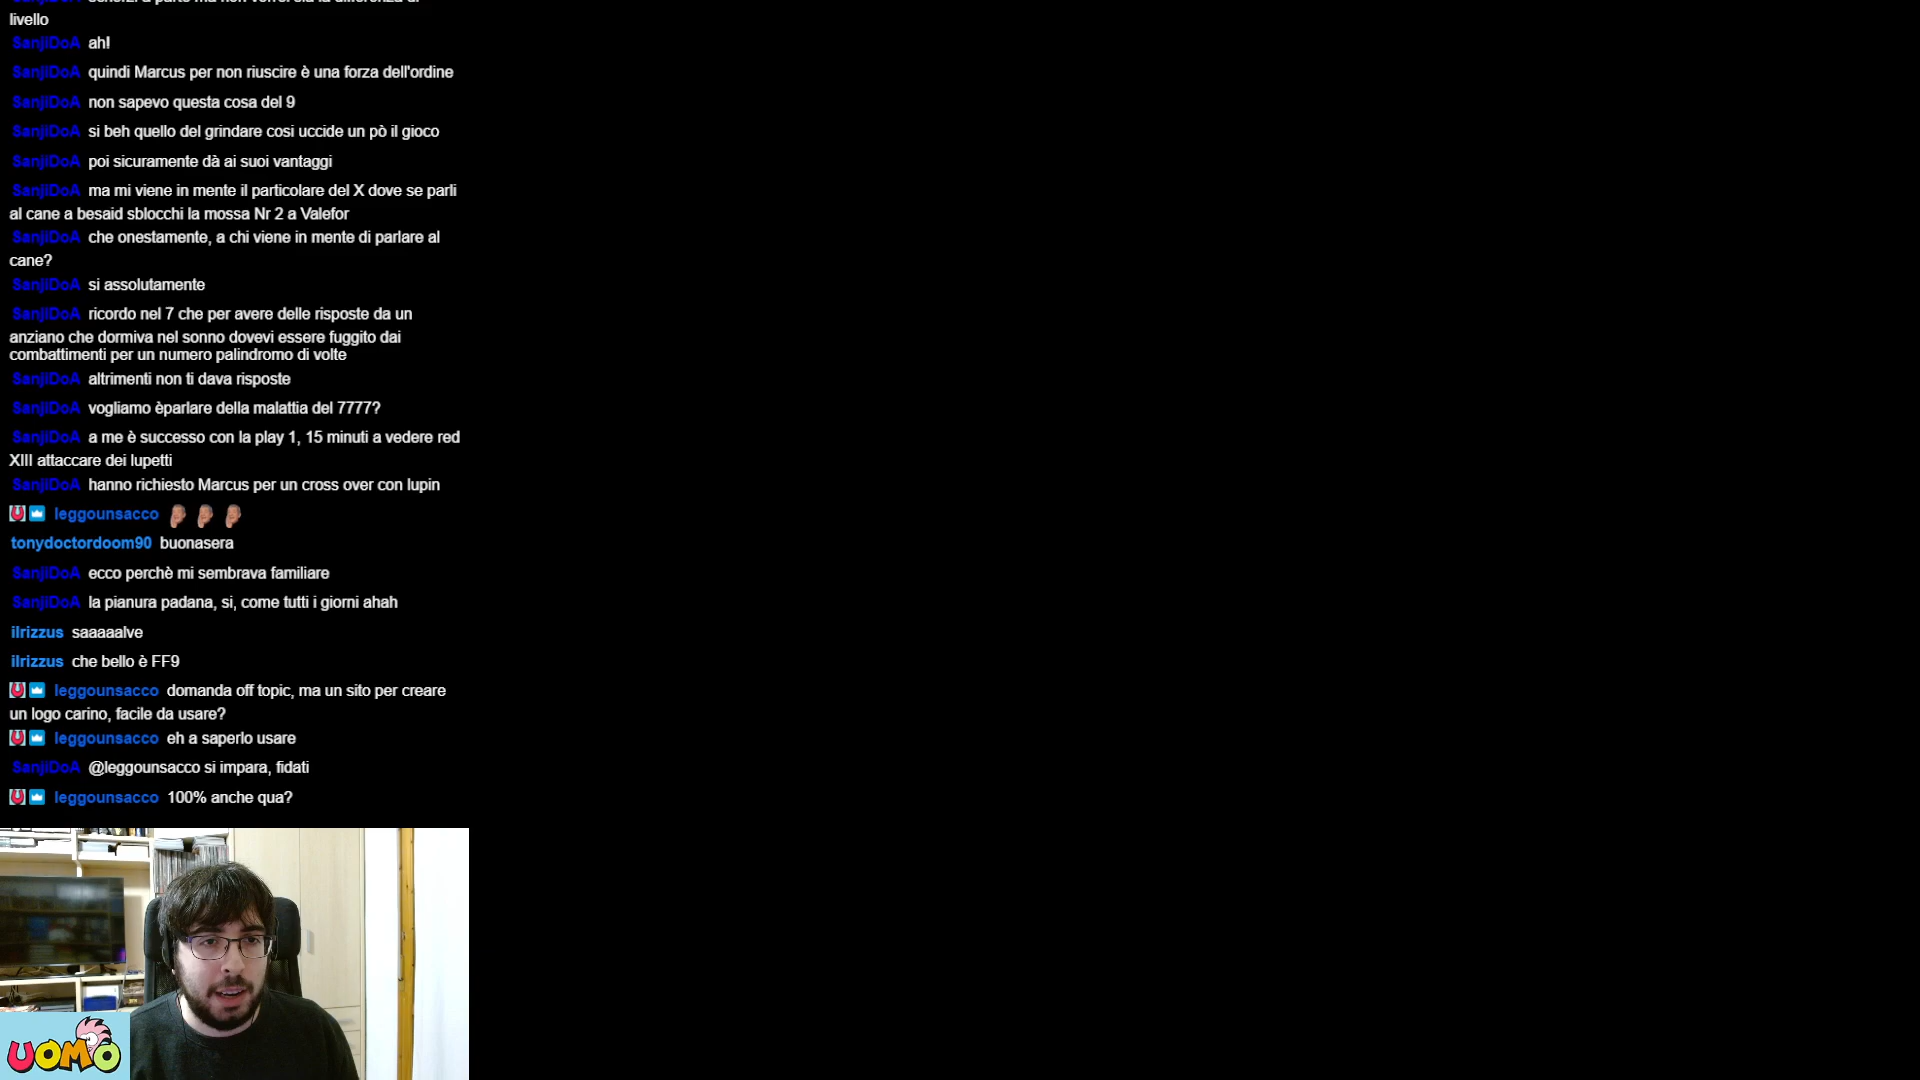 livello
SanjiDoA ah!
SanjiDoA quindi Marcus per non riuscire è una forza dell'ordine
SanjiDoA non sapevo questa cosa del 9
SanjiDoA si beh quello del grindare cosi uccide un pò il gioco
SanjiDoA poi sicuramente dà ai suoi vantaggi
SanjiDoA ma mi viene in mente il particolare del X dove se parli
al cane a besaid sblocchi la mossa Nr 2 a Valefor
SanjiDoA che onestamente, a chi viene in mente di parlare al
cane?
SanjiDoA si assolutamente
SanjiDoA ricordo nel 7 che per avere delle risposte da un
anziano che dormiva nel sonno dovevi essere fuggito dai
combattimenti per un numero palindromo di volte
SanjiDoA altrimenti non ti dava risposte
SanjiDoA vogliamo èparlare della malattia del 7777?
SanjiDoA a me è successo con la play 1, 15 minuti a vedere red
XIII attaccare dei lupetti
SanjiDoA hanno richiesto Marcus per un cross over con lupin
leggounsacco
tonydoctordoom90 buonasera
SanjiDoA ecco perchè mi sembrava familiare
SanjiDoA la pianura padana, si, come tutti i giorni ahah
ilrizzus saaaaalve
ilrizzus che bello è FF9
leggounsacco domanda off topic, ma un sito per creare
un logo carino, facile da usare?
leggounsacco eh a saperlo usare
SanjiDoA @leggounsacco si impara, fidati
leggounsacco 100% anche qua?
UOMO